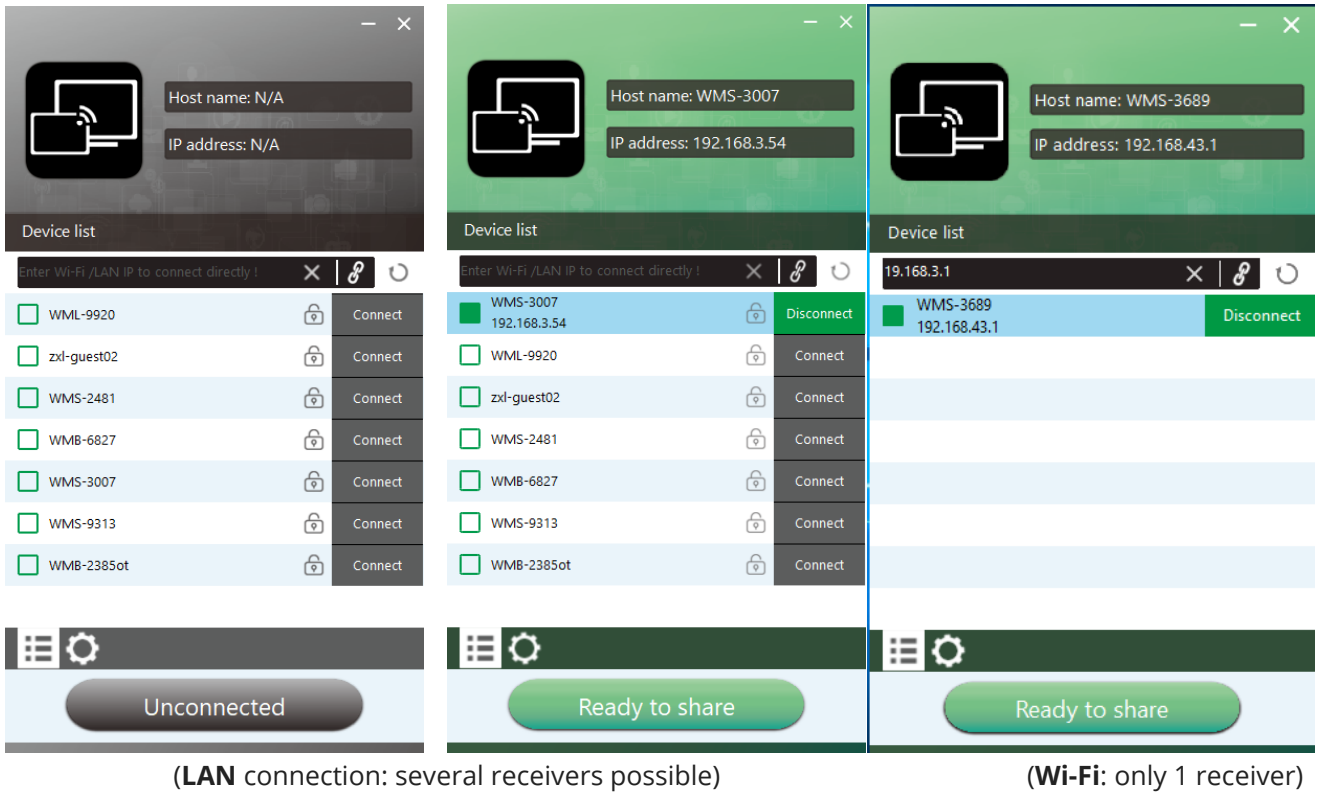 Host name: N/A
IP address: N/A
Device list
Enter Wi-Fi /LAN IP to connect directly !
WML-9920 Connect
zxl-guest02 Connect
WMS-2481 Connect
WMB-6827 Connect
WMS-3007 Connect
WMS-9313 Connect
WMB-2385ot Connect
Unconnected
Host name: WMS-3007
IP address: 192.168.3.54
Device list
Enter Wi-Fi /LAN IP to connect directly !
WMS-3007
192.168.3.54
Disconnect
WML-9920 Connect
zxl-guest02 Connect
WMS-2481 Connect
WMB-6827 Connect
WMS-9313 Connect
WMB-2385ot Connect
Ready to share
Host name: WMS-3689
IP address: 192.168.43.1
Device list
19.168.3.1
WMS-3689
192.168.43.1
Disconnect
Ready to share
(LAN connection: several receivers possible)
(Wi-Fi: only 1 receiver)